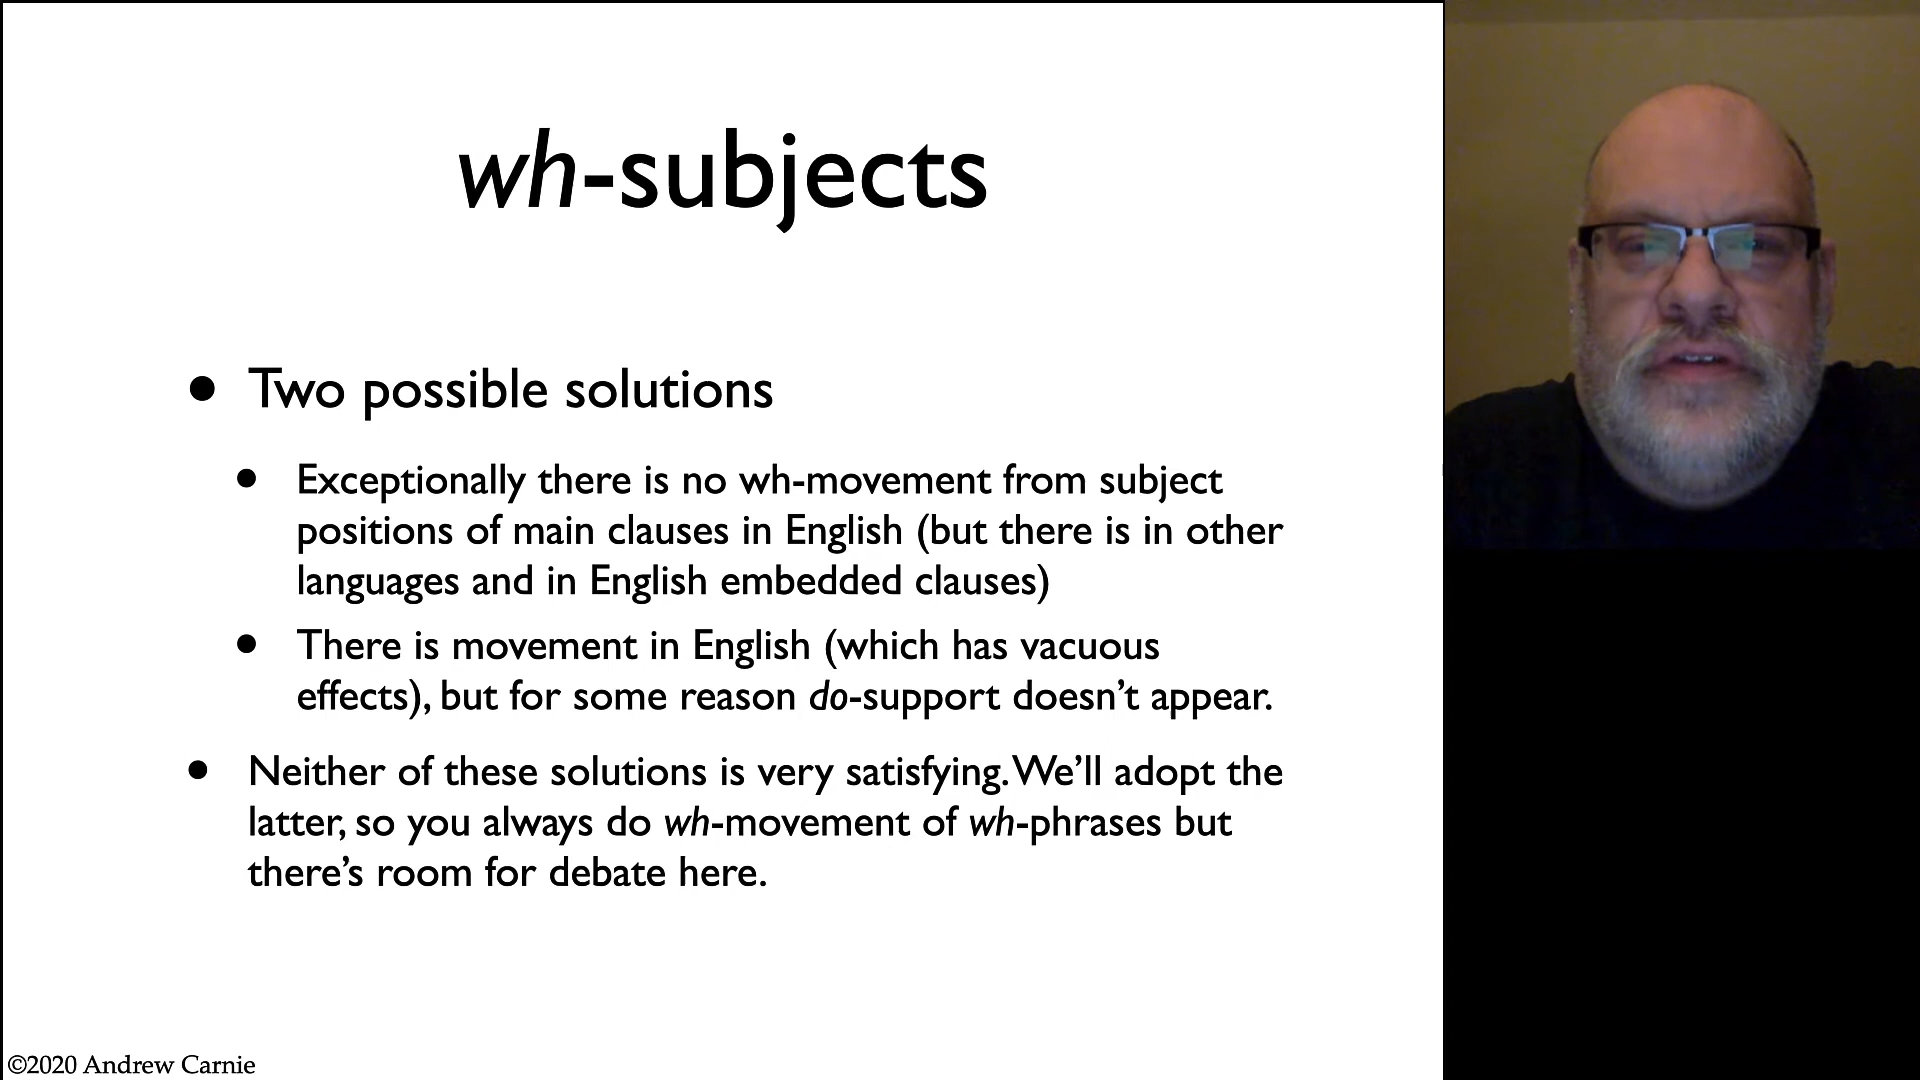 wh-subjects
• Two possible solutions
• Exceptionally there is no wh-movement from subject
positions of main clauses in English (but there is in other
languages and in English embedded clauses)
• There is movement in English (which has vacuous
effects), but for some reason do-support doesn’t appear.
• Neither of these solutions is very satisfying. We’ll adopt the
latter, so you always do wh-movement of wh-phrases but
there’s room for debate here.
©2020 Andrew Carnie